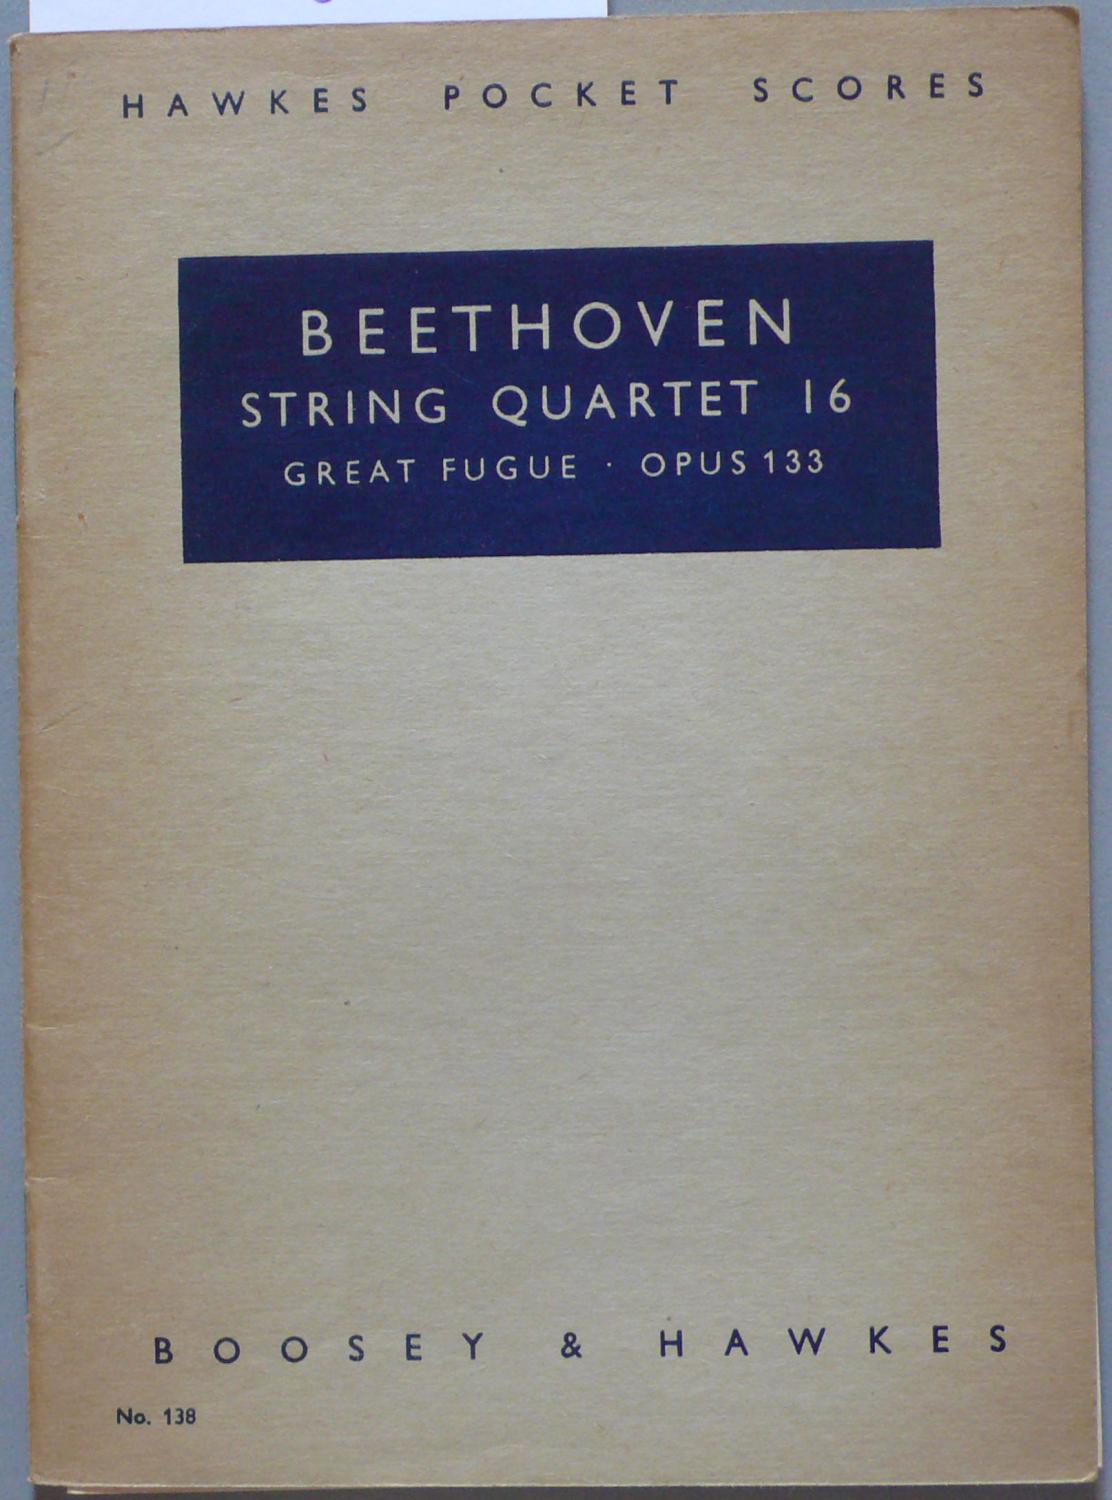 HAWKES POCKET SCORES
BEETHOVEN
STRING QUARTET 16
GREAT FUGUE · OPUS 133
BOOSEY & HAWKES
No. 138